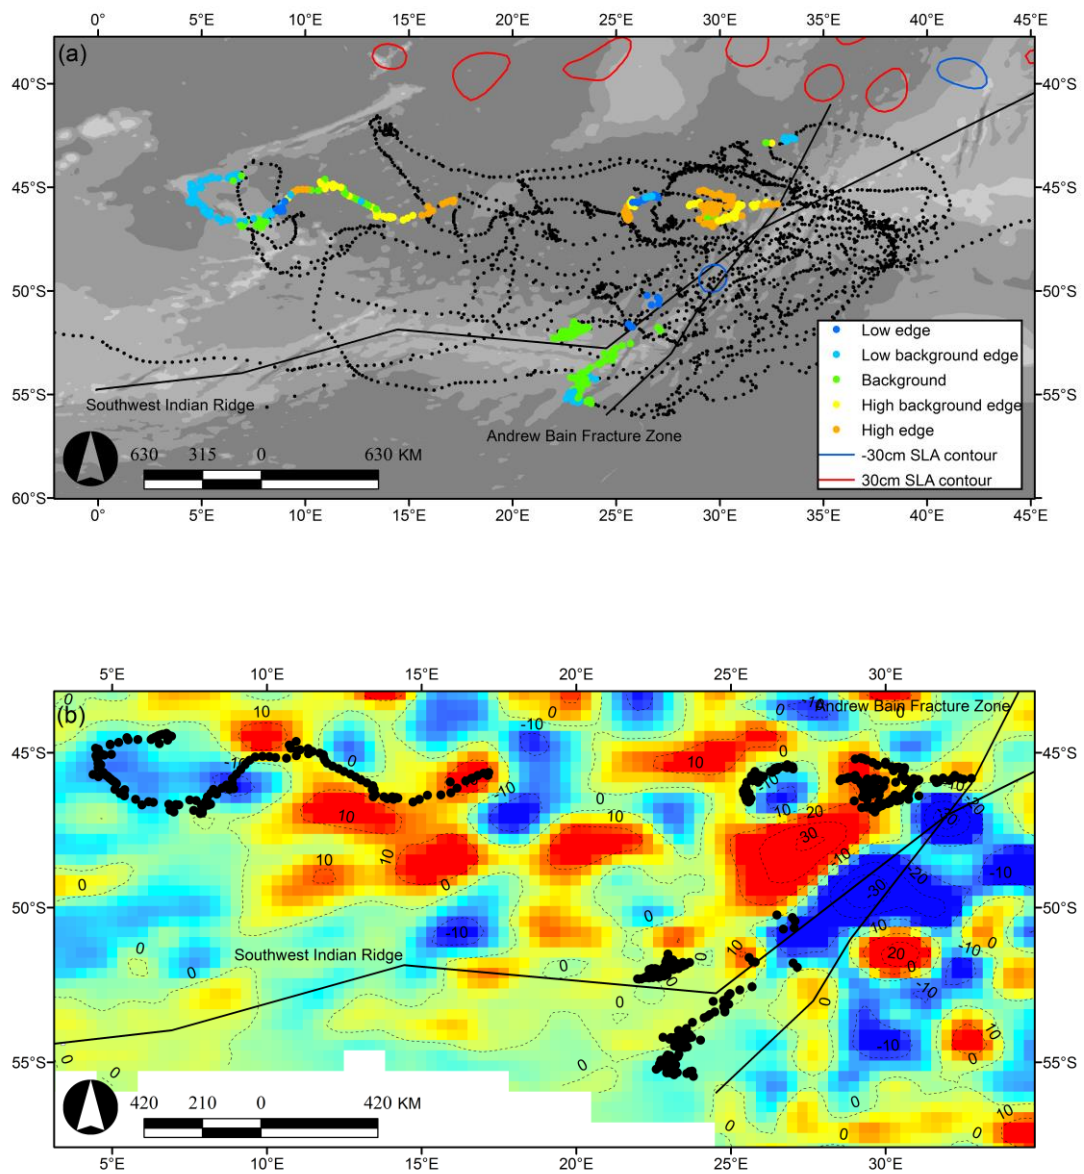 0° 5°E 10°E 15°E 20°E 25°E 30°E 35°E 40°E 45°E
(a)
40°S 40°S
45°S 45°S
50°S 50°S
Low edge
Low background edge
Background
55°S 55°S
High background edge
Southwest Indian Ridge
High edge
Andrew Bain Fracture Zone
630 315 0 630 KM
-30cm SLA contour
30cm SLA contour
60°S 60°S
0° 5°E 10°E 15°E 20°E 25°E 30°E 35°E 40°E 45°E
5°E 10°E 15°E 20°E 25°E 30°E
(b)
Andrew Bain Fracture Zone
45°S 45°S
50°S 50°S
Southwest Indian Ridge
55°S 55°S
420 210 0 420 KM
5°E 10°E 15°E 20°E 25°E 30°E